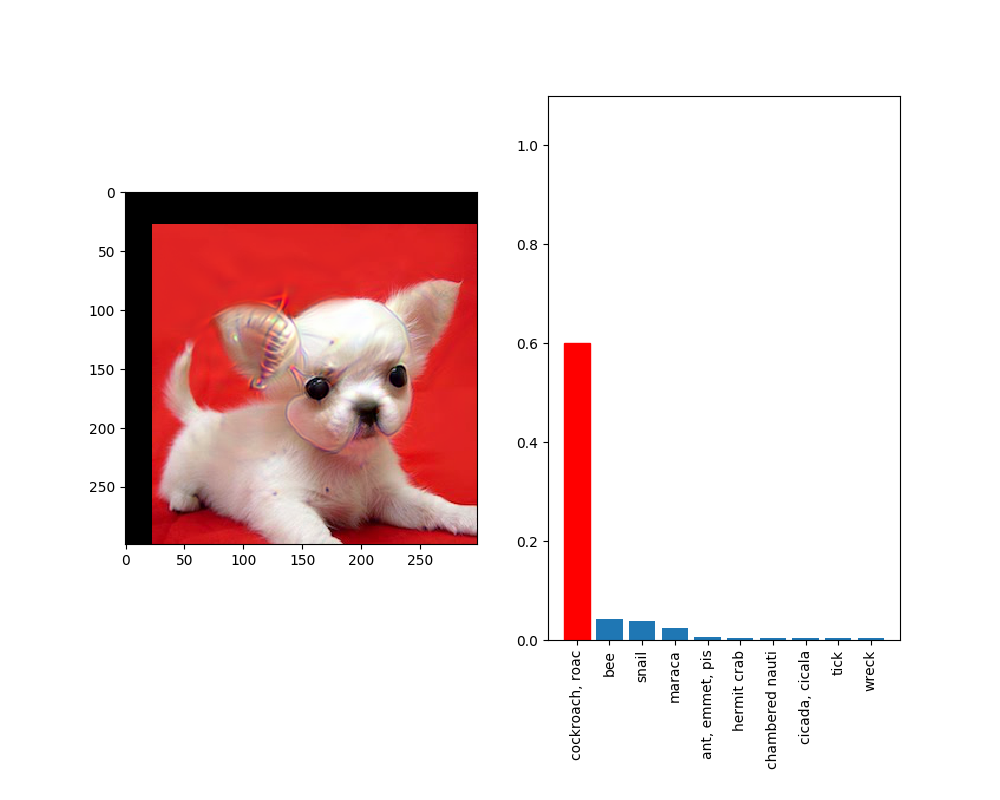 0
50
100
150
200
250
0 50 100 150 200 250
1.0
0.8
0.6
0.4
0.2
0.0
cockroach, roac
bee
snail
maraca
ant, emmet, pis
hermit crab
chambered nauti
cicada, cicala
tick
wreck